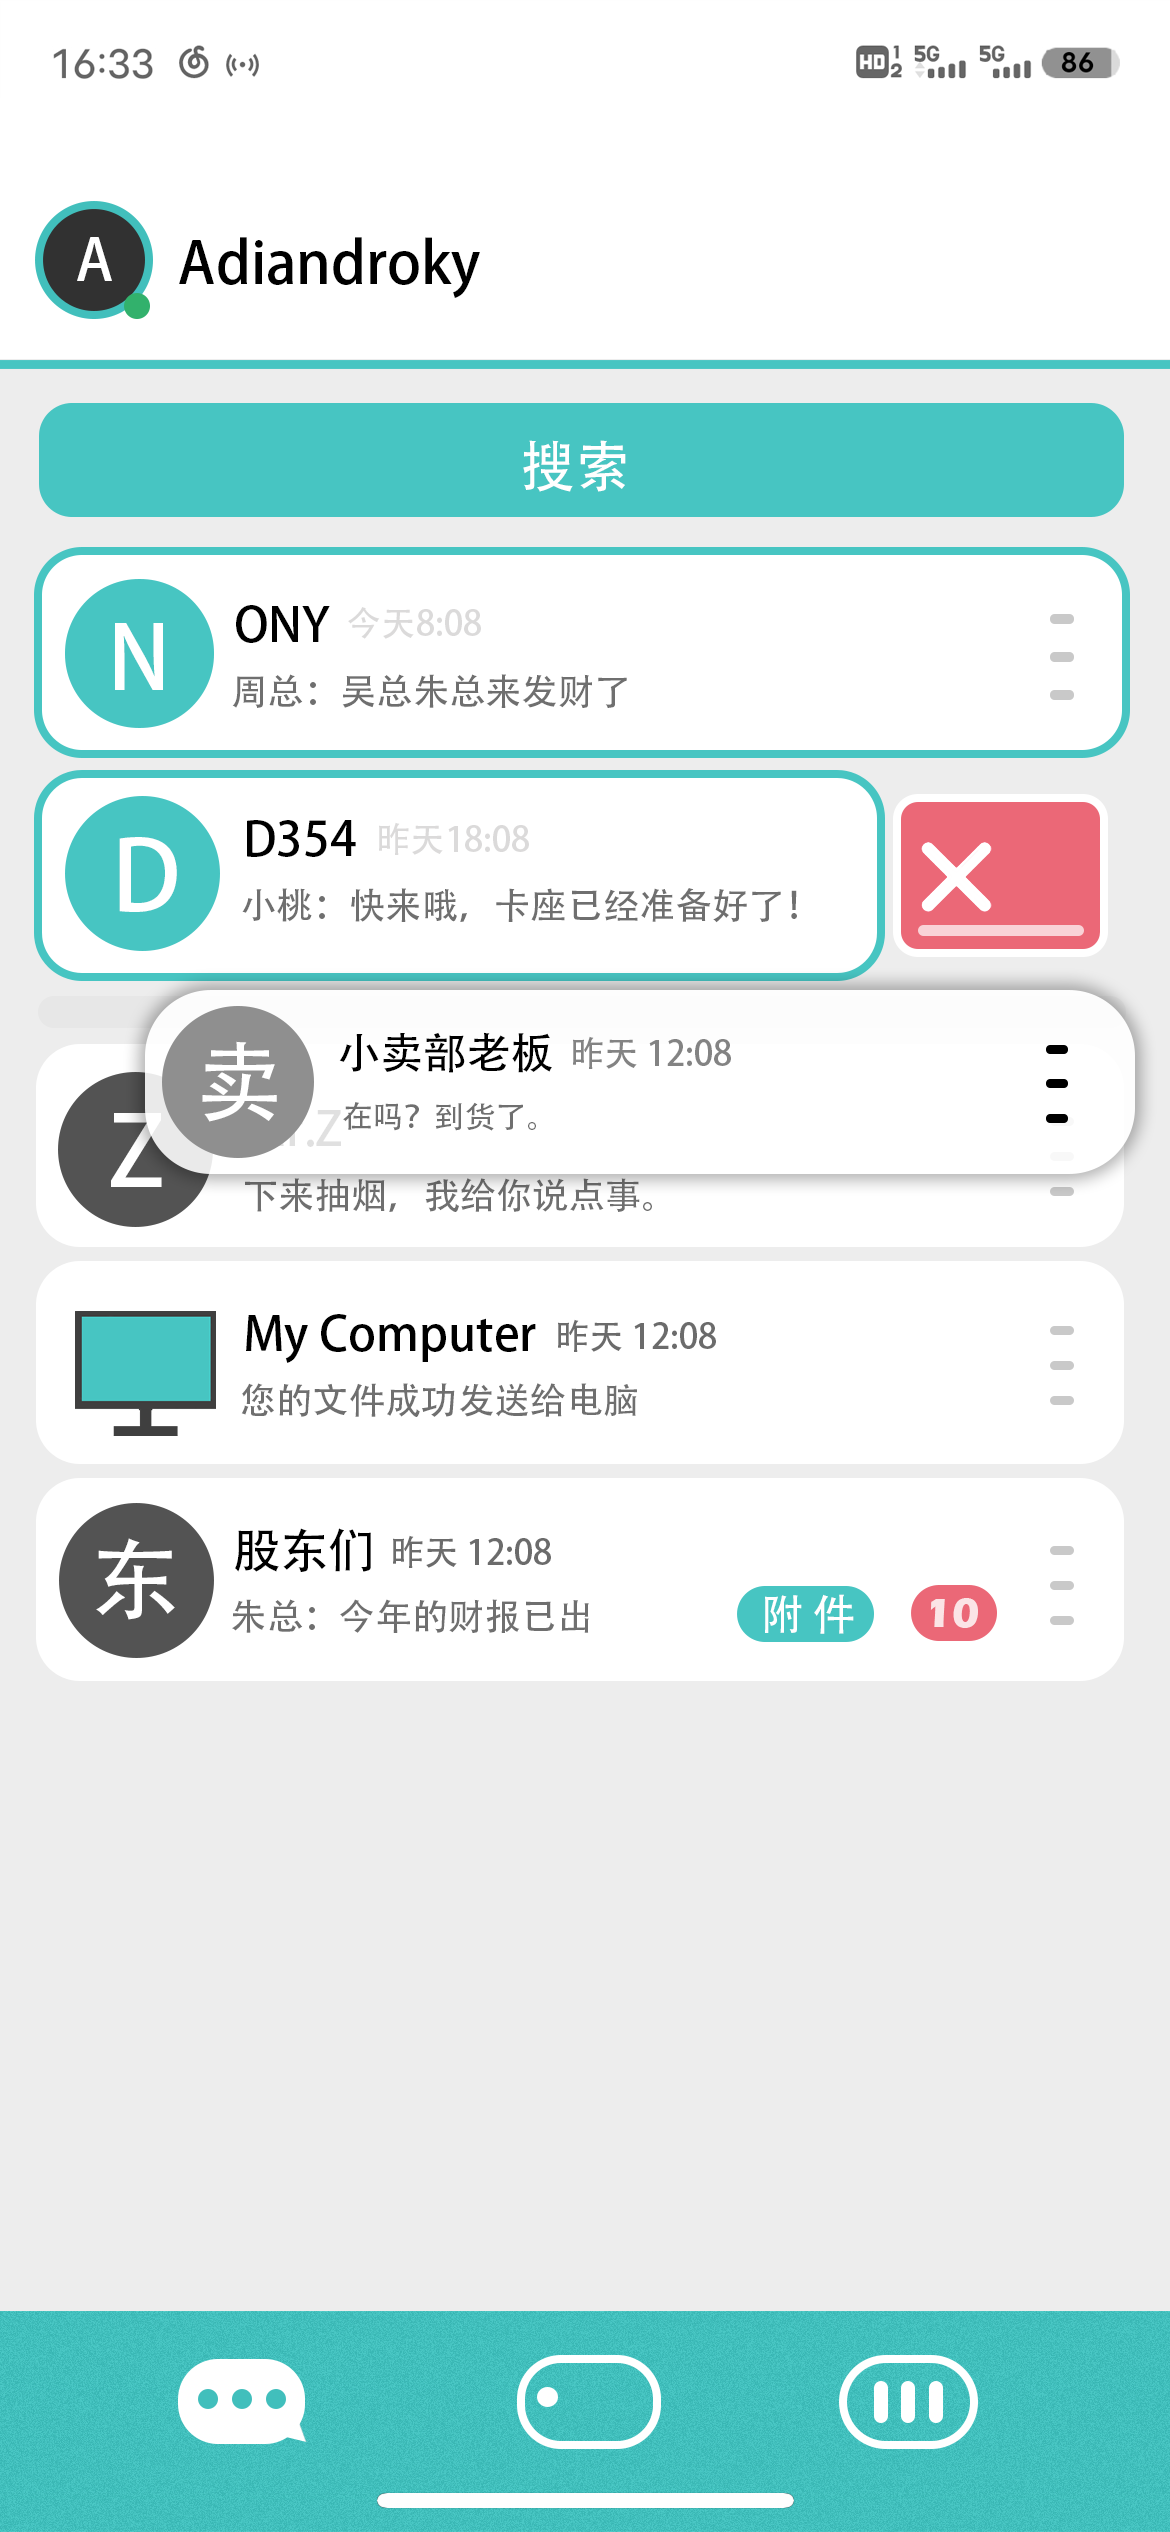 16:33
HD 1 2 5G 5G 86
A
Adiandroky
搜索
N
ONY 今天8:08
周总：吴总朱总来发财了
D
D354 昨天18:08
小桃：快来哦，卡座已经准备好了！
卖
小卖部老板 昨天 12:08
在吗？到货了。
Z
.Z
下来抽烟，我给你说点事。
My Computer 昨天 12:08
您的文件成功发送给电脑
东
股东们 昨天 12:08
朱总：今年的财报已出
附件 10